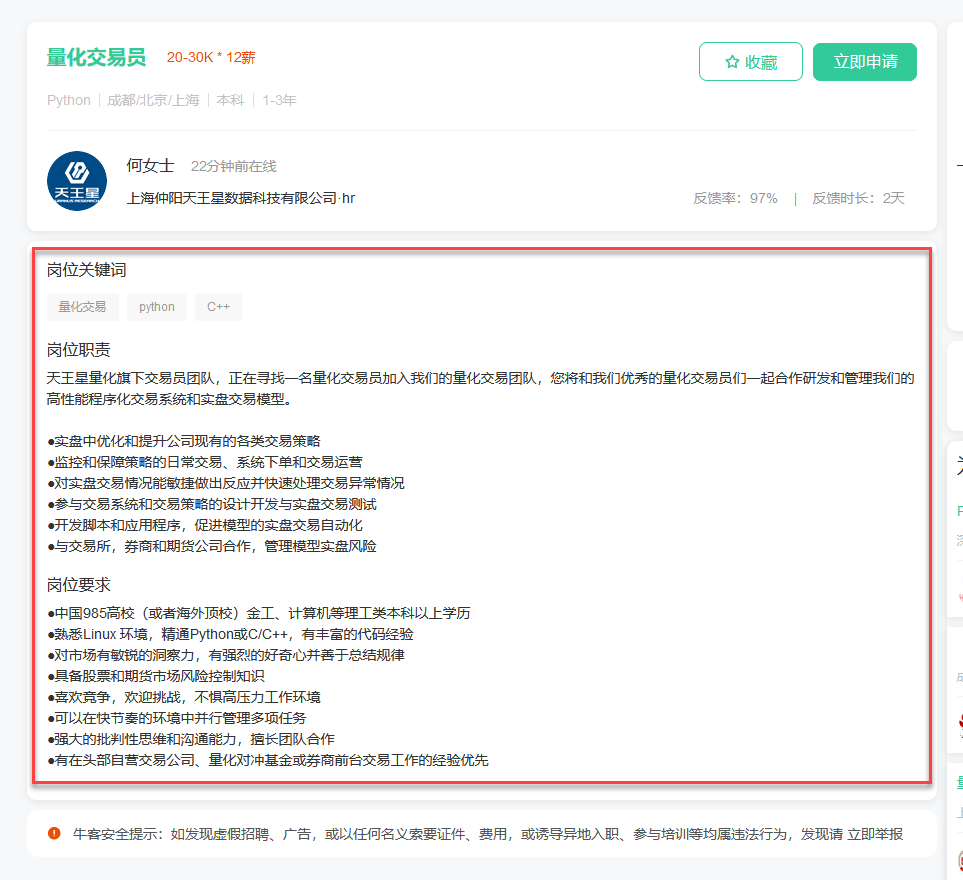 量化交易员 20-30K * 12薪
收藏
立即申请
Python 成都/北京/上海 本科 1-3年
天王星
URANUS RESEARCH
何女士 22分钟前在线
上海仲阳天王星数据科技有限公司·hr
反馈率：97% | 反馈时长：2天
岗位关键词
量化交易 python C++
岗位职责
天王星量化旗下交易员团队，正在寻找一名量化交易员加入我们的量化交易团队，您将和我们优秀的量化交易员们一起合作研发和管理我们的
高性能程序化交易系统和实盘交易模型。
●实盘中优化和提升公司现有的各类交易策略
●监控和保障策略的日常交易、系统下单和交易运营
●对实盘交易情况能敏捷做出反应并快速处理交易异常情况
●参与交易系统和交易策略的设计开发与实盘交易测试
●开发脚本和应用程序，促进模型的实盘交易自动化
●与交易所，券商和期货公司合作，管理模型实盘风险
岗位要求
●中国985高校（或者海外顶校）金工、计算机等理工类本科以上学历
●熟悉Linux 环境，精通Python或C/C++，有丰富的代码经验
●对市场有敏锐的洞察力，有强烈的好奇心并善于总结规律
●具备股票和期货市场风险控制知识
●喜欢竞争，欢迎挑战，不惧高压力工作环境
●可以在快节奏的环境中并行管理多项任务
●强大的批判性思维和沟通能力，擅长团队合作
●有在头部自营交易公司、量化对冲基金或券商前台交易工作的经验优先
牛客安全提示：如发现虚假招聘、广告，或以任何名义索要证件、费用，或诱导异地入职、参与培训等均属违法行为，发现请 立即举报